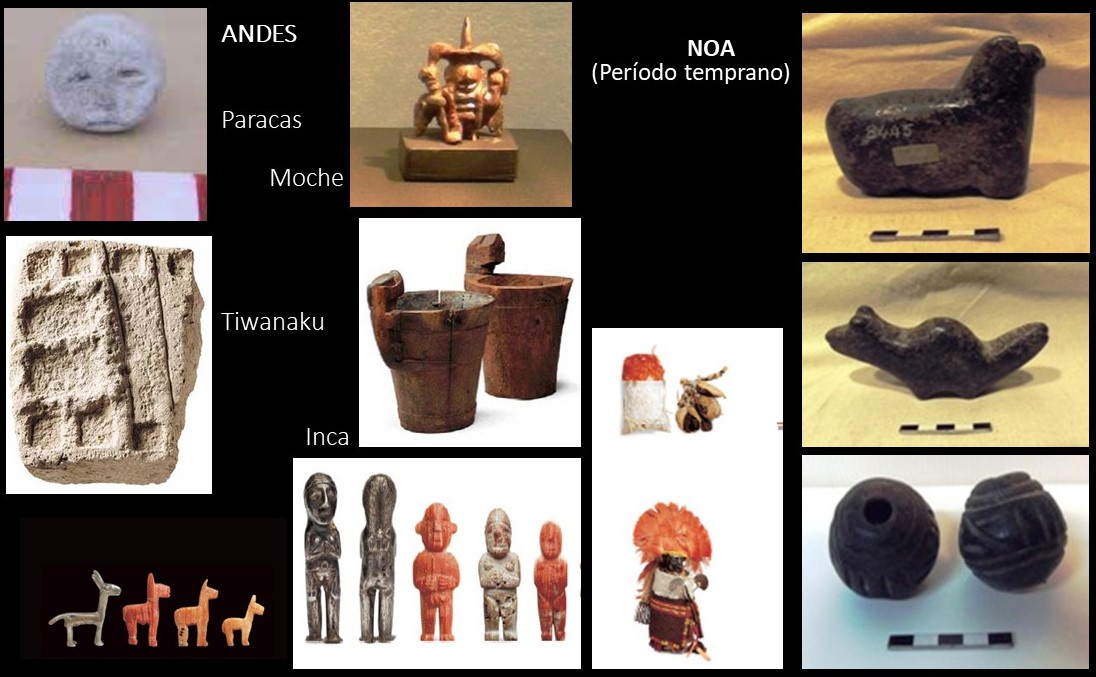 ANDES
Paracas
Moche
Tiwanaku
Inca
NOA
(Período temprano)
8445